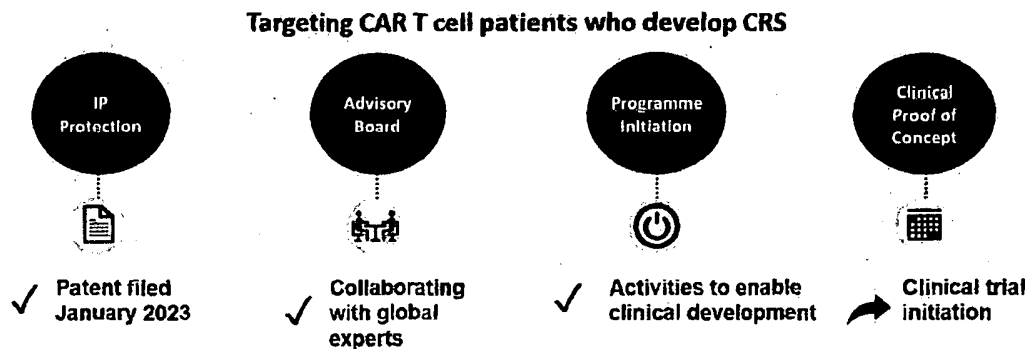 Targeting CAR T cell patients who develop CRS
IP
Protection
Advisory
Board
Programme
Initiation
Clinical
Proof of
Concept
Patent filed
January 2023
Collaborating
with global
experts
Activities to enable
clinical development
Clinical trial
initiation